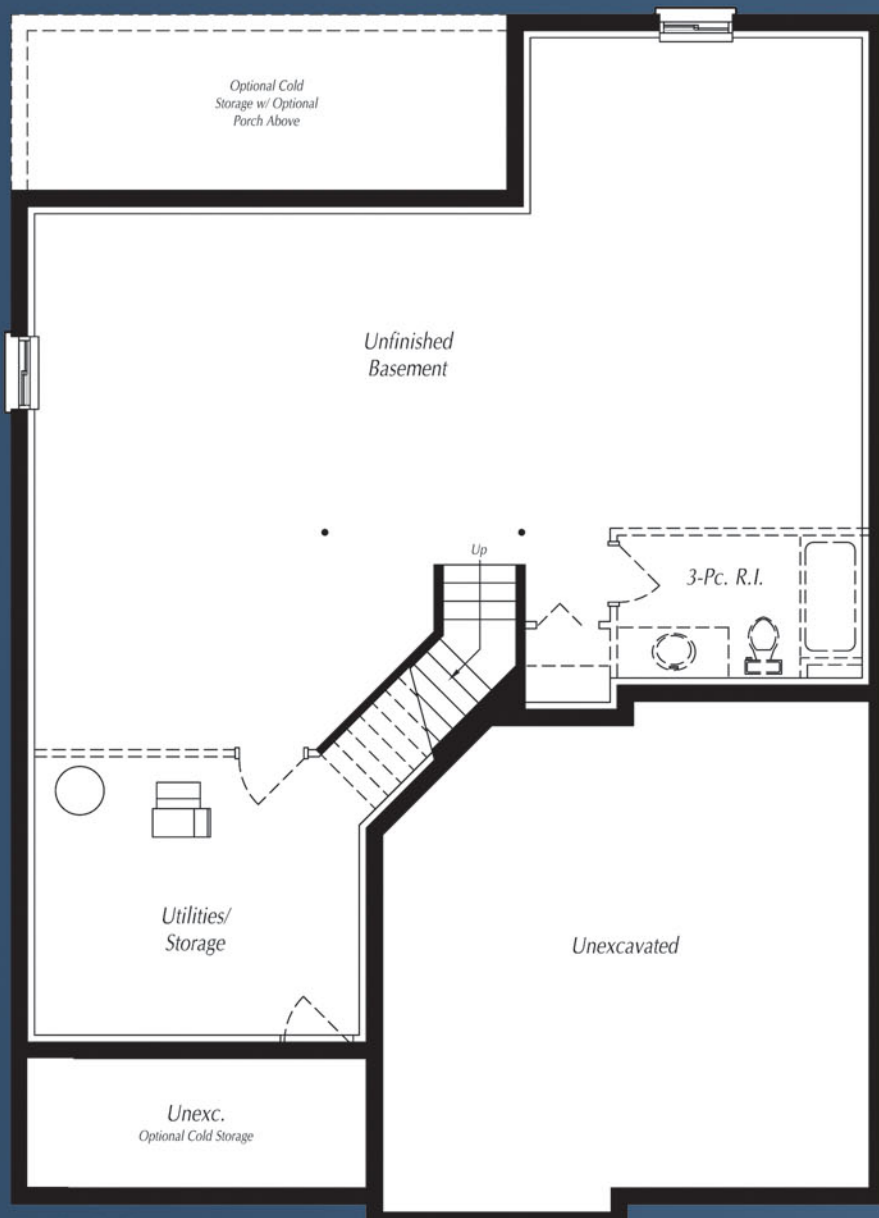 Optional Cold
Storage w/ Optional
Porch Above
Unfinished
Basement
Up
3-Pc. R.I.
Utilities/
Storage
Unexcavated
Unexc.
Optional Cold Storage